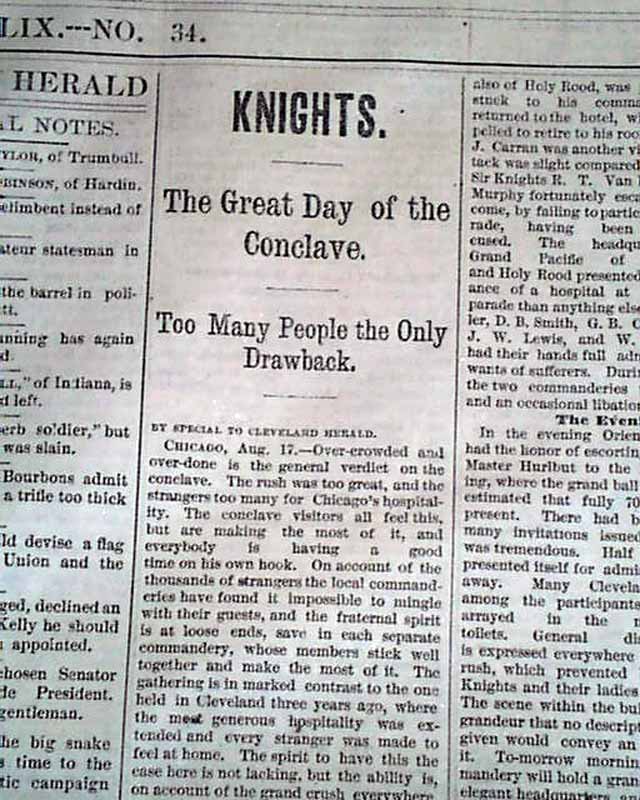 LIX.---NO. 34.
HERALD
L NOTES.
YLOR, of Trumbull.
BINSON, of Hardin.
elimbent instead of
ateur statesman in
the barrel in poli-
anning has again
d.
LL," of Indiana, is
d left.
erb soldier," but
was slain.
Bourbons admit
a trifle too thick
ld devise a flag
Union and the
ged, declined an
Kelly he should
appointed.
chosen Senator
de President.
gentleman.
he big snake
s time to the
tic campaign
KNIGHTS.
The Great Day of the
Conclave.
Too Many People the Only
Drawback.
BY SPECIAL TO CLEVELAND HERALD.
CHICAGO, Aug. 17.—Over-crowded and
over-done is the general verdict on the
conclave. The rush was too great, and the
strangers too many for Chicago's hospital-
ity. The conclave visitors all feel this,
but are making the most of it, and
everybody is having a good
time on his own hook. On account of the
thousands of strangers the local command-
eries have found it impossible to mingle
with their guests, and the fraternal spirit
is at loose ends, save in each separate
commandery, whose members stick well
together and make the most of it. The
gathering is in marked contrast to the one
held in Cleveland three years ago, where
the most generous hospitality was ex-
tended and every stranger was made to
feel at home. The spirit to have this the
case here is not lacking, but the ability is,
on account of the grand crush everywhere
also of Holy Rood, was
stuck to his comma
returned to the hotel, w
pelled to retire to his roo
J. Carran was another vi
tack was slight compared
Sir Knights R. T. Van
Murphy fortunately esca
come, by failing to partic
rade, having been
cused. The headqu
Grand Pacific of
and Holy Rood presented
ance of a hospital at
parade than anything else
ler, D. B. Smith, G. B. C
J. W. Lewis, and W.
had their hands full adm
wants of sufferers. Duri
the two commanderies
and an occasional libation
The Eveni
In the evening Orien
had the honor of escortin
Master Hurlbut to the
ing, where the grand ball
estimated that fully 70
present. There had b
many invitations issued
was tremendous. Half
presented itself for admi
away. Many Clevela
among the participants
arrayed in the m
toilets. General di
is expressed everywhere
rush, which prevented
Knights and their ladies
The scene within the bui
grandeur that no descript
given would convey an
it. To-morrow mornin
mandery will hold a gran
elegant headquarters an